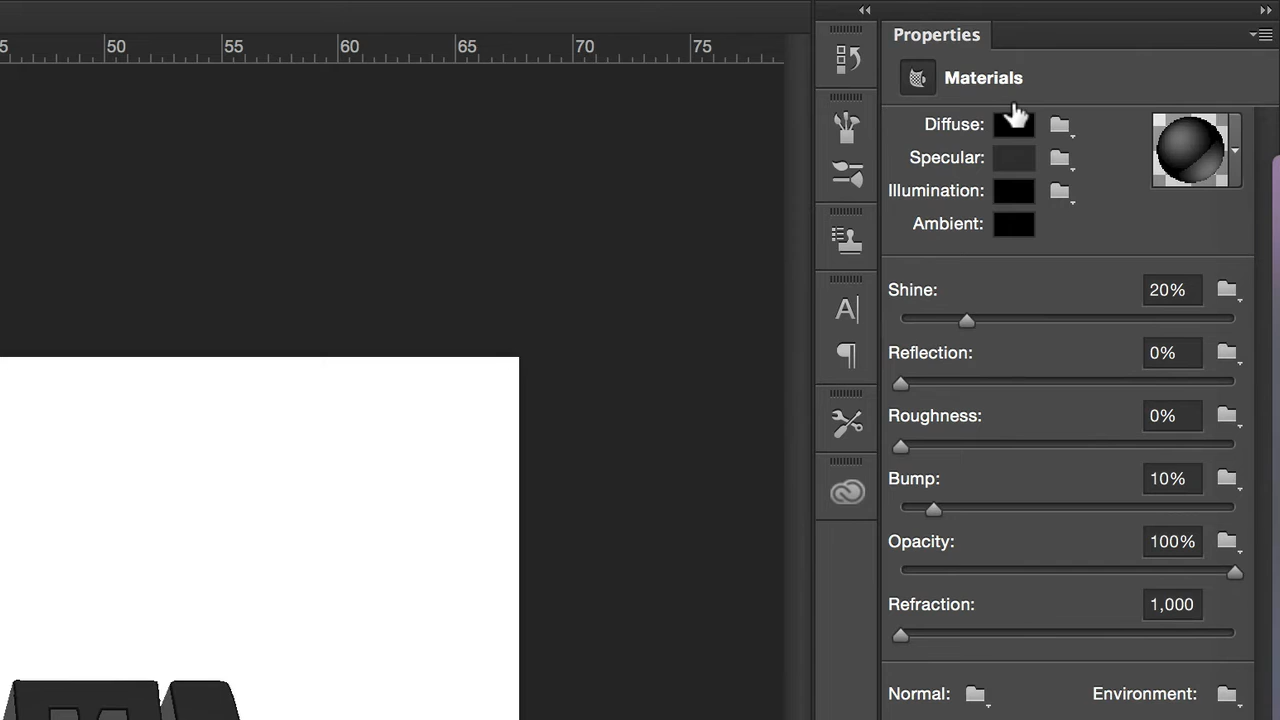 5 50 55 60 65 70 75
Properties
Materials
Diffuse:
Specular:
Illumination:
Ambient:
Shine: 20%
Reflection: 0%
Roughness: 0%
Bump: 10%
Opacity: 100%
Refraction: 1,000
Normal: Environment: